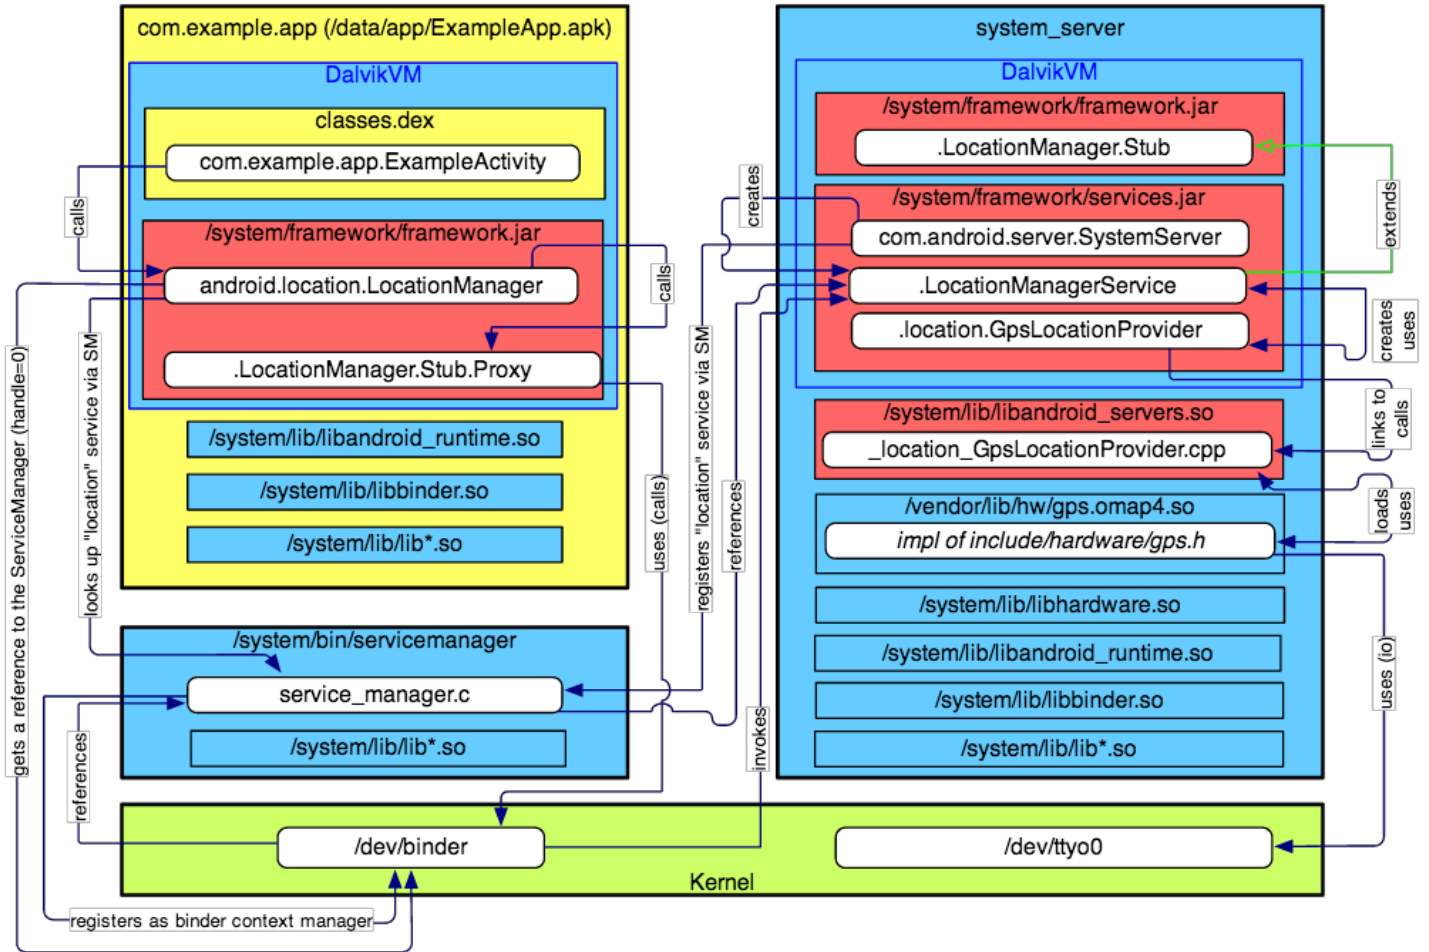 com.example.app (/data/app/ExampleApp.apk)
DalvikVM
classes.dex
com.example.app.ExampleActivity
calls
/system/framework/framework.jar
android.location.LocationManager
calls
.LocationManager.Stub.Proxy
/system/lib/libandroid_runtime.so
/system/lib/libbinder.so
/system/lib/lib*.so
gets a reference to the ServiceManager (handle=0)
looks up "location" service via SM
uses (calls)
registers "location" service via SM
references
/system/bin/servicemanager
service_manager.c
/system/lib/lib*.so
references
invokes
system_server
DalvikVM
/system/framework/framework.jar
.LocationManager.Stub
creates
/system/framework/services.jar
com.android.server.SystemServer
.LocationManagerService
.location.GpsLocationProvider
extends
creates
uses
/system/lib/libandroid_servers.so
_location_GpsLocationProvider.cpp
links to
calls
/vendor/lib/hw/gps.omap4.so
impl of include/hardware/gps.h
loads
uses
/system/lib/libhardware.so
/system/lib/libandroid_runtime.so
/system/lib/libbinder.so
/system/lib/lib*.so
uses (io)
/dev/binder
/dev/ttyo0
Kernel
registers as binder context manager